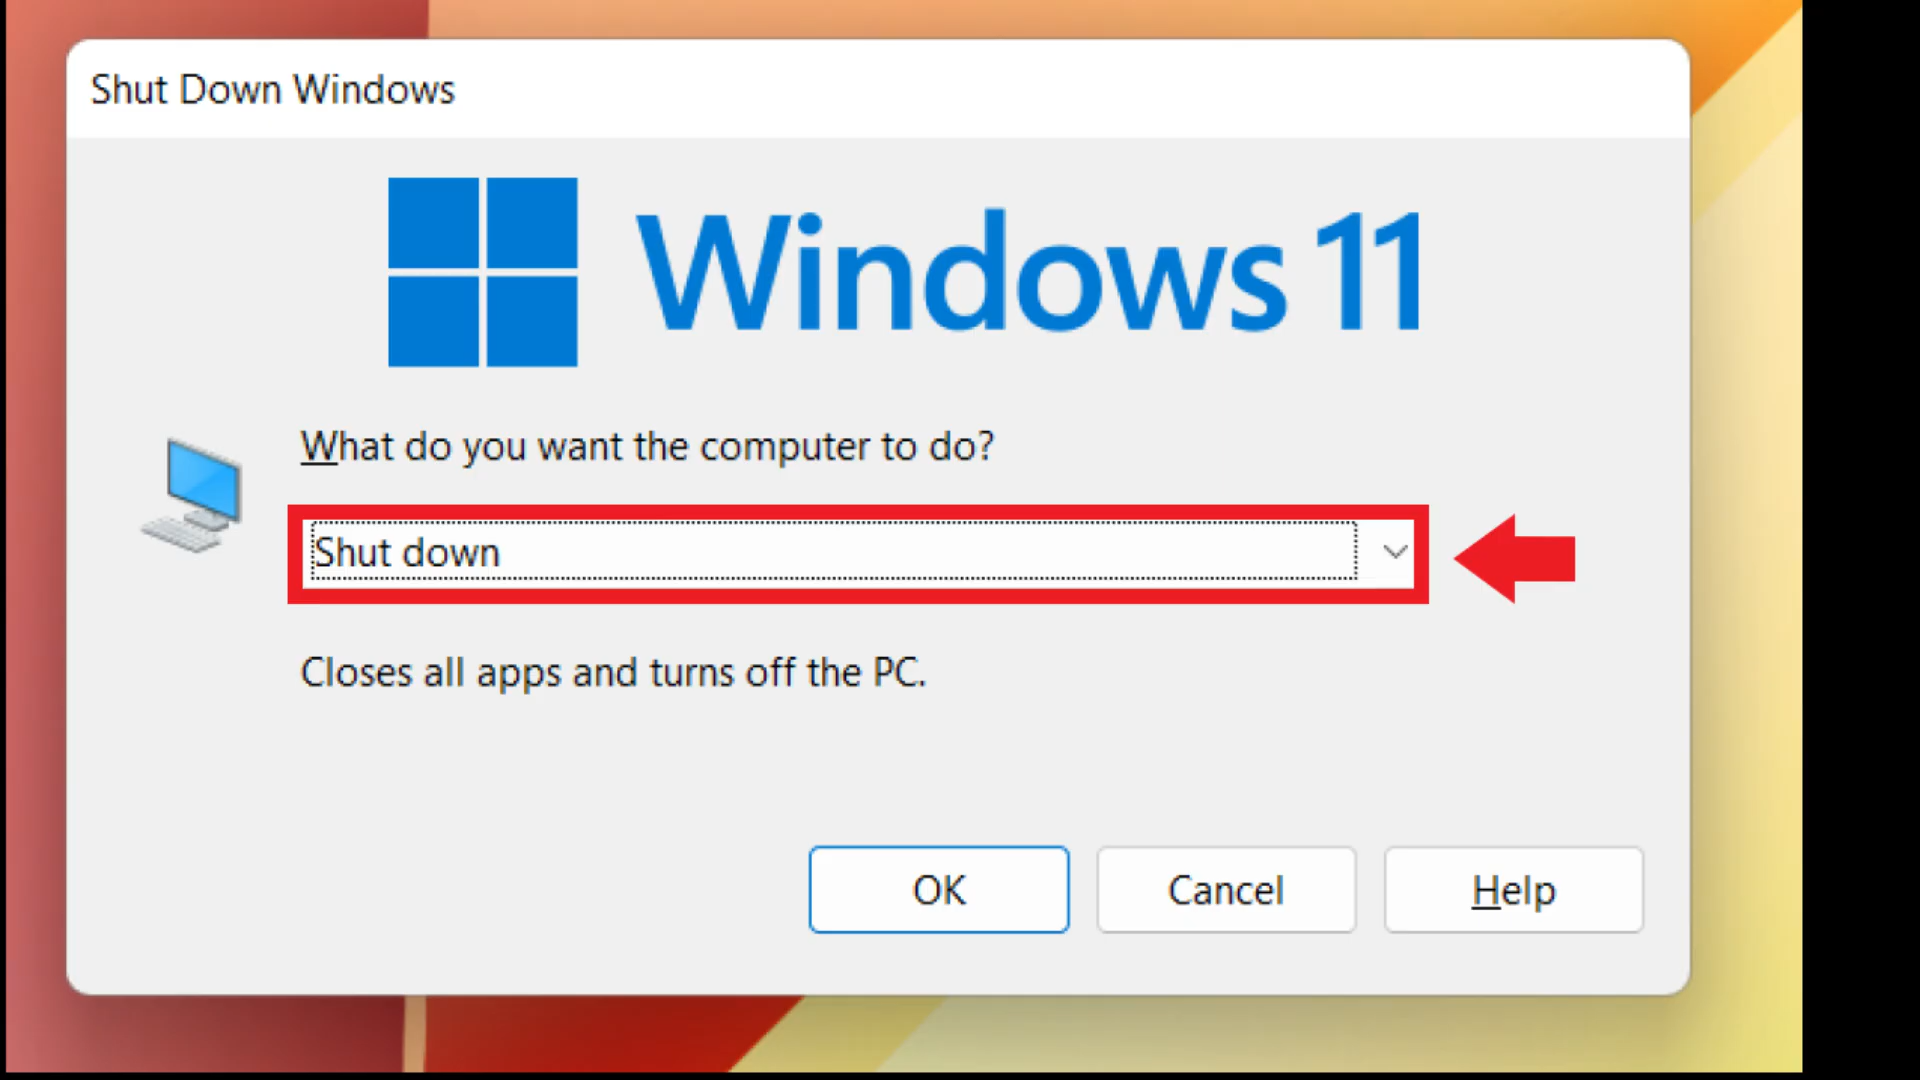 Shut Down Windows
Windows 11
What do you want the computer to do?
Shut down
Closes all apps and turns off the PC.
OK
Cancel
Help